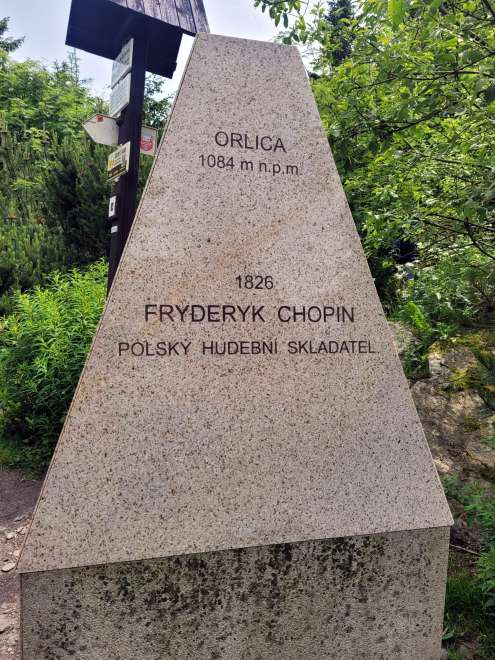 ORLICA
1084 m n.p.m.
1826
FRYDERYK CHOPIN
POLSKÝ HUDEBNÍ SKLADATEL